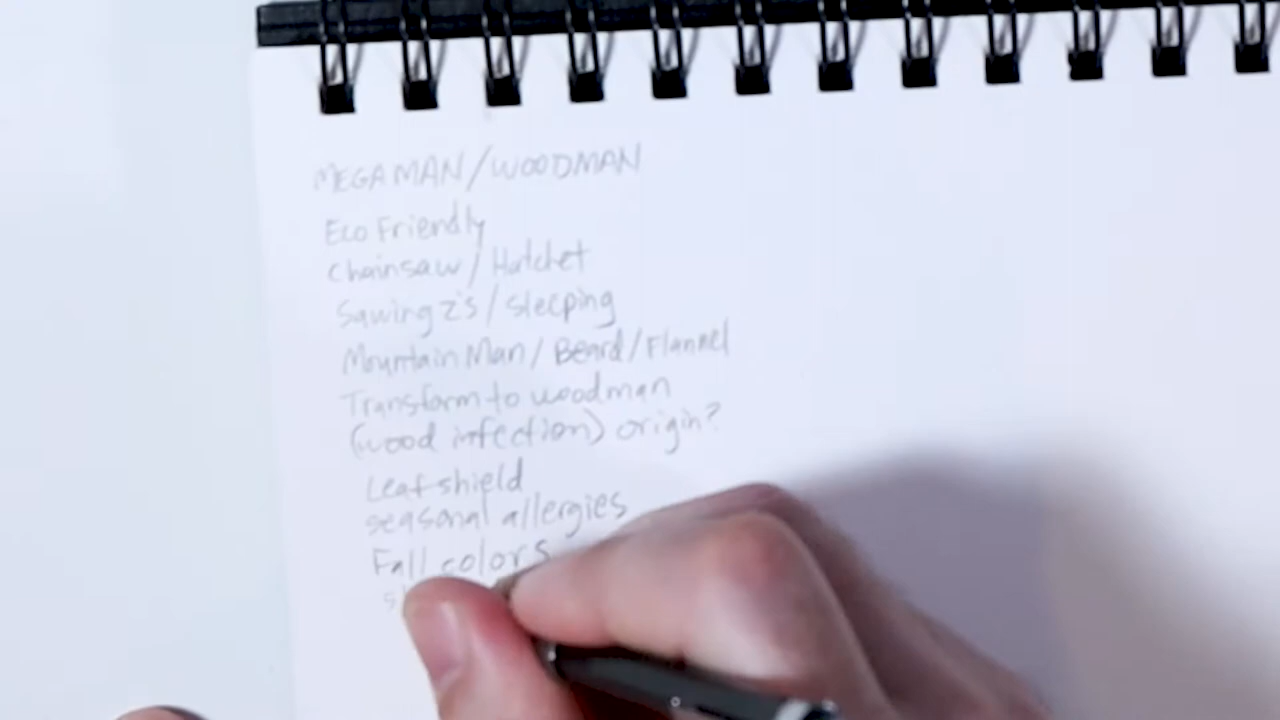 MEGAMAN/WOODMAN
Eco Friendly
Chainsaw/Hatchet
Sawing z's/sleeping
Mountain Man/Beard/Flannel
Transform to woodman
(wood infection) origin?
Leaf shield
seasonal allergies
Fall colors